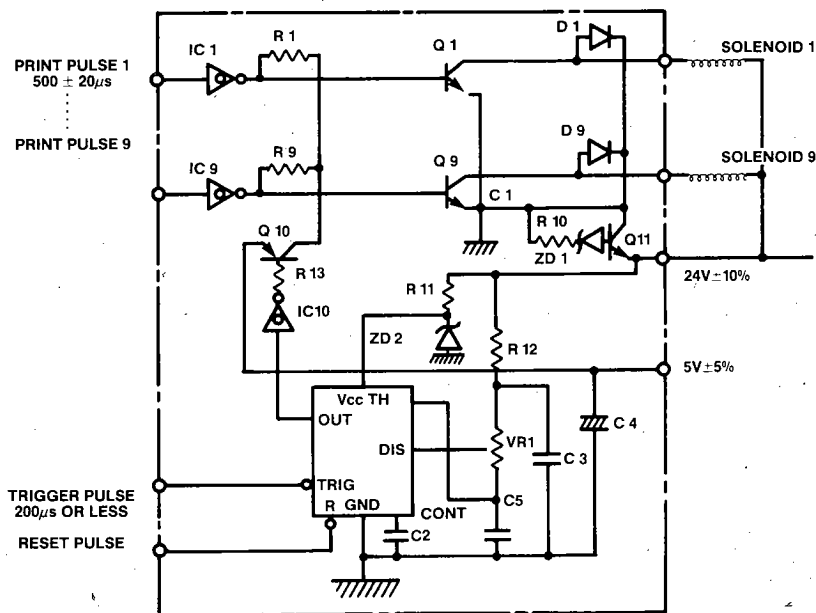 IC 1
R 1
Q 1
D 1
SOLENOID 1
PRINT PULSE 1
500 ± 20µs
PRINT PULSE 9
IC 9
R 9
Q 9
D 9
SOLENOID 9
C 1
R 10
ZD 1
Q11
Q 10
R 13
IC10
24V±10%
R 11
ZD 2
R 12
5V±5%
Vcc TH
OUT
DIS
VR1
C 3
C 4
TRIGGER PULSE
200µs OR LESS
TRIG
R GND
CONT
C5
C2
RESET PULSE